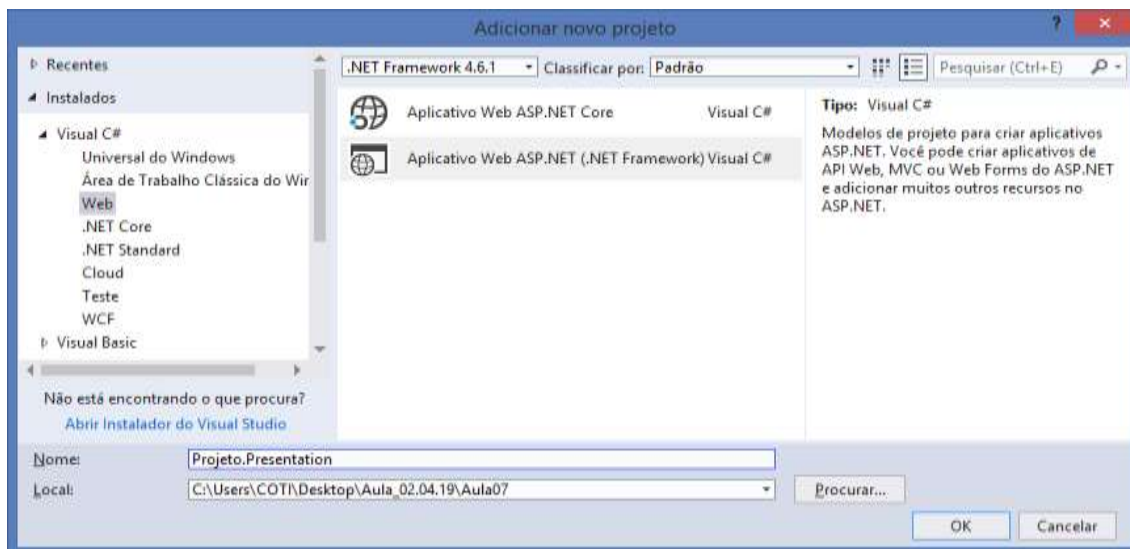 Adicionar novo projeto
?
Recentes
Instalados
Visual C#
Universal do Windows
Área de Trabalho Clássica do Wir
Web
.NET Core
.NET Standard
Cloud
Teste
WCF
Visual Basic
Não está encontrando o que procura?
Abrir Instalador do Visual Studio
.NET Framework 4.6.1
Classificar por: Padrão
Pesquisar (Ctrl+E)
Aplicativo Web ASP.NET Core Visual C#
Aplicativo Web ASP.NET (.NET Framework) Visual C#
Tipo: Visual C#
Modelos de projeto para criar aplicativos
ASP.NET. Você pode criar aplicativos de
API Web, MVC ou Web Forms do ASP.NET
e adicionar muitos outros recursos no
ASP.NET.
Nome: Projeto.Presentation
Local: C:\Users\COTI\Desktop\Aula_02.04.19\Aula07
Procurar...
OK Cancelar